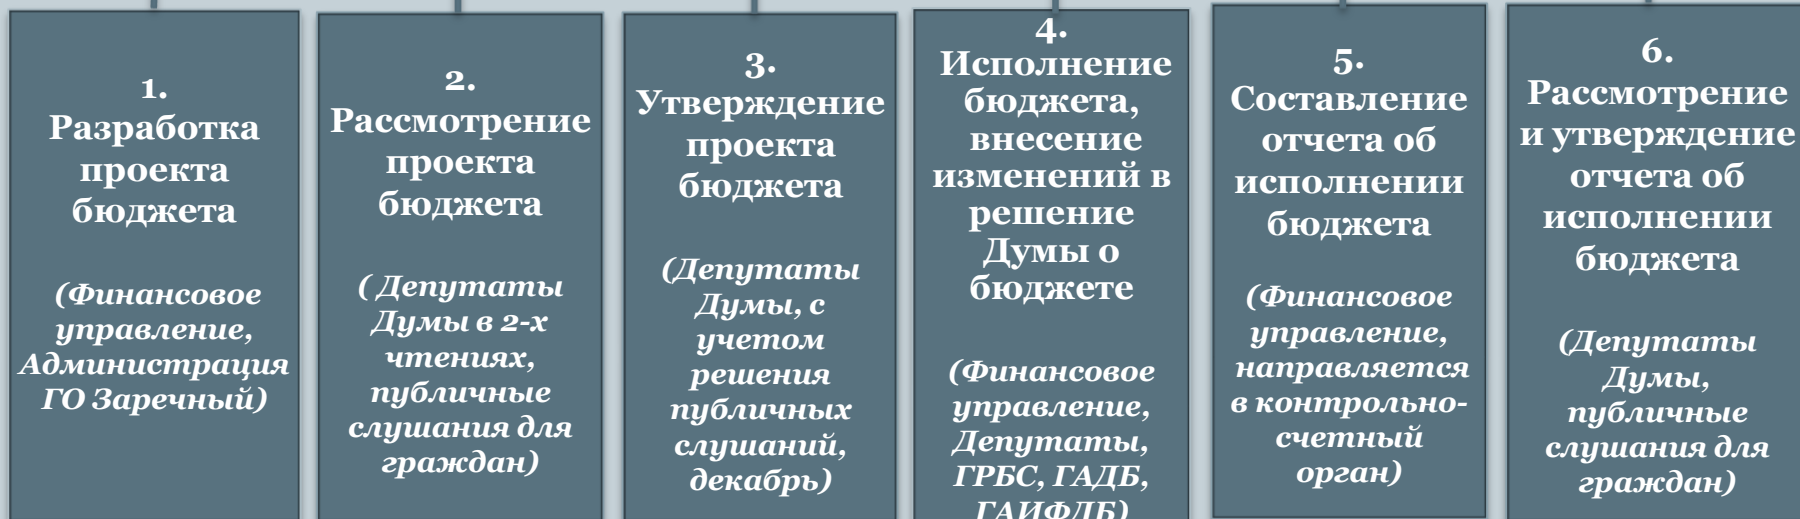 1.
Разработка
проекта
бюджета
(Финансовое
управление,
Администрация
ГО Заречный)
2.
Рассмотрение
проекта
бюджета
( Депутаты
Думы в 2-х
чтениях,
публичные
слушания для
граждан)
3.
Утверждение
проекта
бюджета
(Депутаты
Думы, с
учетом
решения
публичных
слушаний,
декабрь)
4.
Исполнение
бюджета,
внесение
изменений в
решение
Думы о
бюджете
(Финансовое
управление,
Депутаты,
ГРБС, ГАДБ,
ГАИФДБ)
5.
Составление
отчета об
исполнении
бюджета
(Финансовое
управление,
направляется
в контрольно-
счетный
орган)
6.
Рассмотрение
и утверждение
отчета об
исполнении
бюджета
(Депутаты
Думы,
публичные
слушания для
граждан)